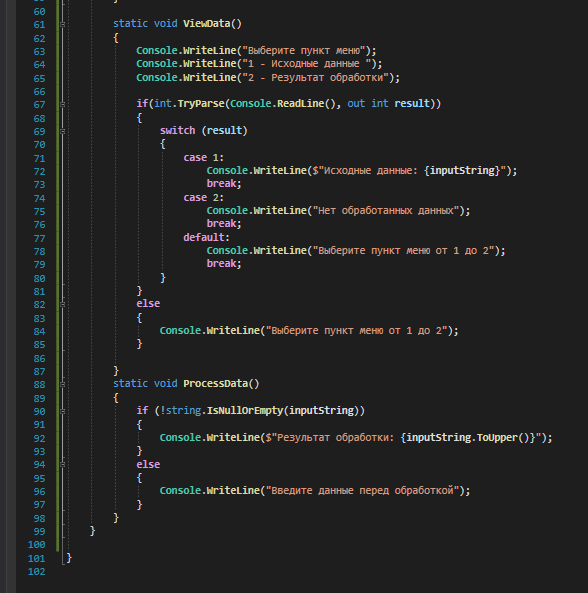 60
61 static void ViewData()
62 {
63 Console.WriteLine("Выберите пункт меню");
64 Console.WriteLine("1 - Исходные данные ");
65 Console.WriteLine("2 - Результат обработки");
66
67 if(int.TryParse(Console.ReadLine(), out int result))
68 {
69 switch (result)
70 {
71 case 1:
72 Console.WriteLine($"Исходные данные: {inputString}");
73 break;
74 case 2:
75 Console.WriteLine("Нет обработанных данных");
76 break;
77 default:
78 Console.WriteLine("Выберите пункт меню от 1 до 2");
79 break;
80 }
81 }
82 else
83 {
84 Console.WriteLine("Выберите пункт меню от 1 до 2");
85 }
86
87 }
88 static void ProcessData()
89 {
90 if (!string.IsNullOrEmpty(inputString))
91 {
92 Console.WriteLine($"Результат обработки: {inputString.ToUpper()}");
93 }
94 else
95 {
96 Console.WriteLine("Введите данные перед обработкой");
97 }
98 }
99 }
100
101 }
102